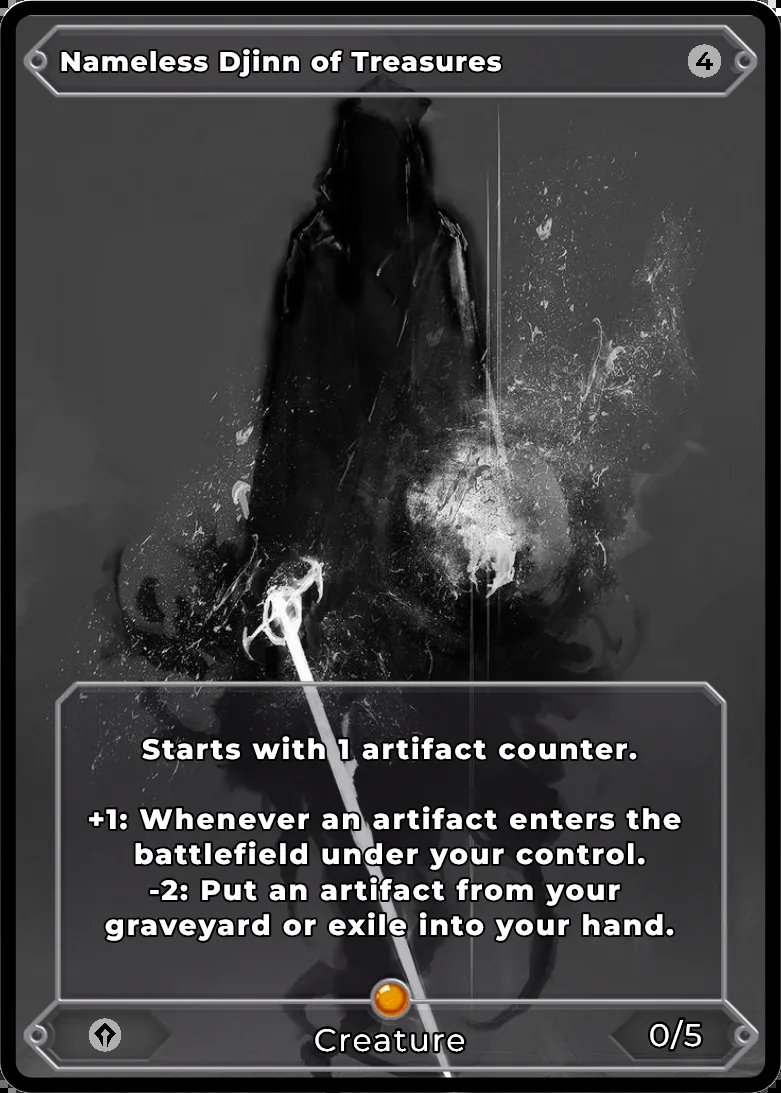 Nameless Djinn of Treasures 4
Starts with 1 artifact counter.
+1: Whenever an artifact enters the
battlefield under your control.
-2: Put an artifact from your
graveyard or exile into your hand.
Creature 0/5